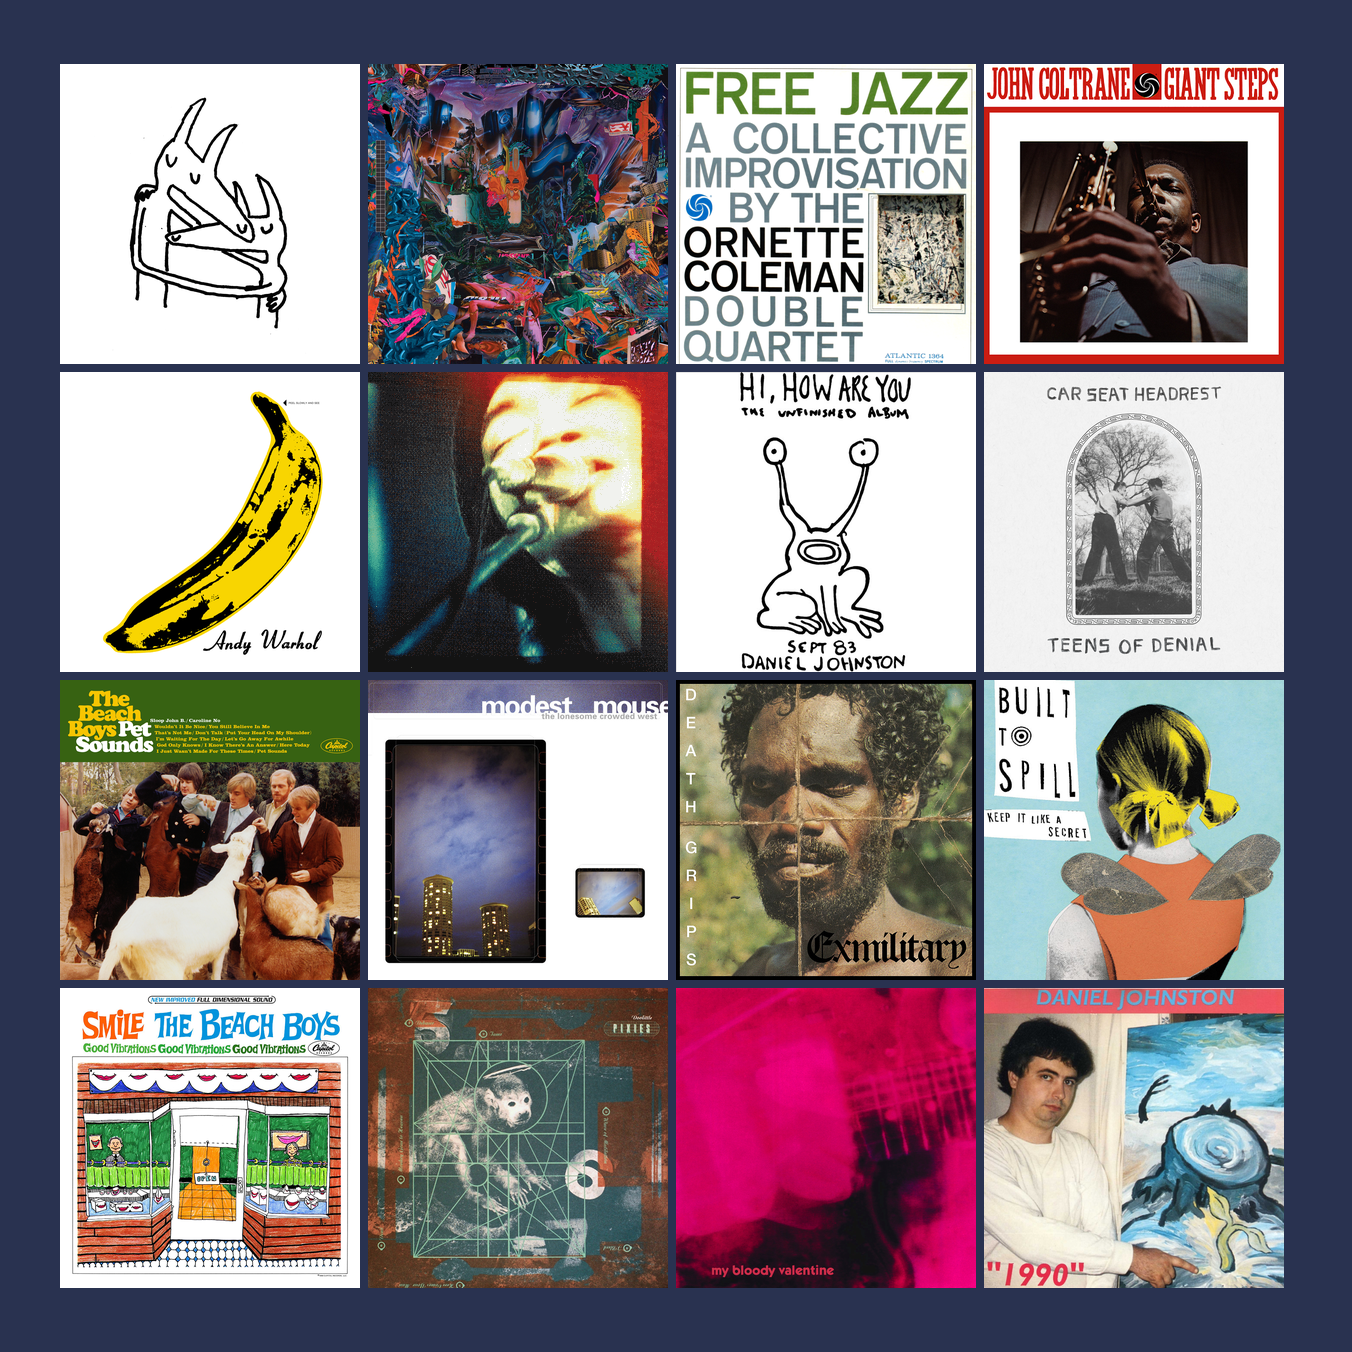 FREE JAZZ
A COLLECTIVE
IMPROVISATION
BY THE
ORNETTE
COLEMAN
DOUBLE
QUARTET
ATLANTIC 1364
JOHN COLTRANE GIANT STEPS
Andy Warhol
HI, HOW ARE YOU
THE UNFINISHED ALBUM
SEPT 83
DANIEL JOHNSTON
CAR SEAT HEADREST
TEENS OF DENIAL
The
Beach
Boys Pet
Sounds
Sloop John B. / Caroline No
Wouldn't It Be Nice / You Still Believe In Me
That's Not Me / Don't Talk (Put Your Head On My Shoulder)
I'm Waiting For The Day / Let's Go Away For Awhile
God Only Knows / I Know There's An Answer / Here Today
I Just Wasn't Made For These Times / Pet Sounds
Capitol
modest mouse
the lonesome crowded west
DEATH GRIPS
Exmilitary
BUILT
TO
SPILL
KEEP IT LIKE A
SECRET
NEW IMPROVED FULL DIMENSIONAL SOUND
SMiLE THE BEACH BOYS
Good Vibrations Good Vibrations Good Vibrations
Capitol
OPEN
Doolittle
PIXIES
5
6
my bloody valentine
DANIEL JOHNSTON
"1990"